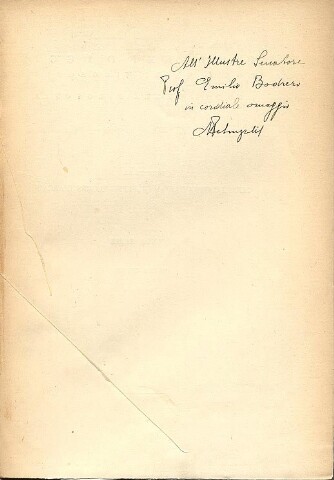 All' Illustre Senatore
Prof. Emilio Bodrero
in cordiale omaggio